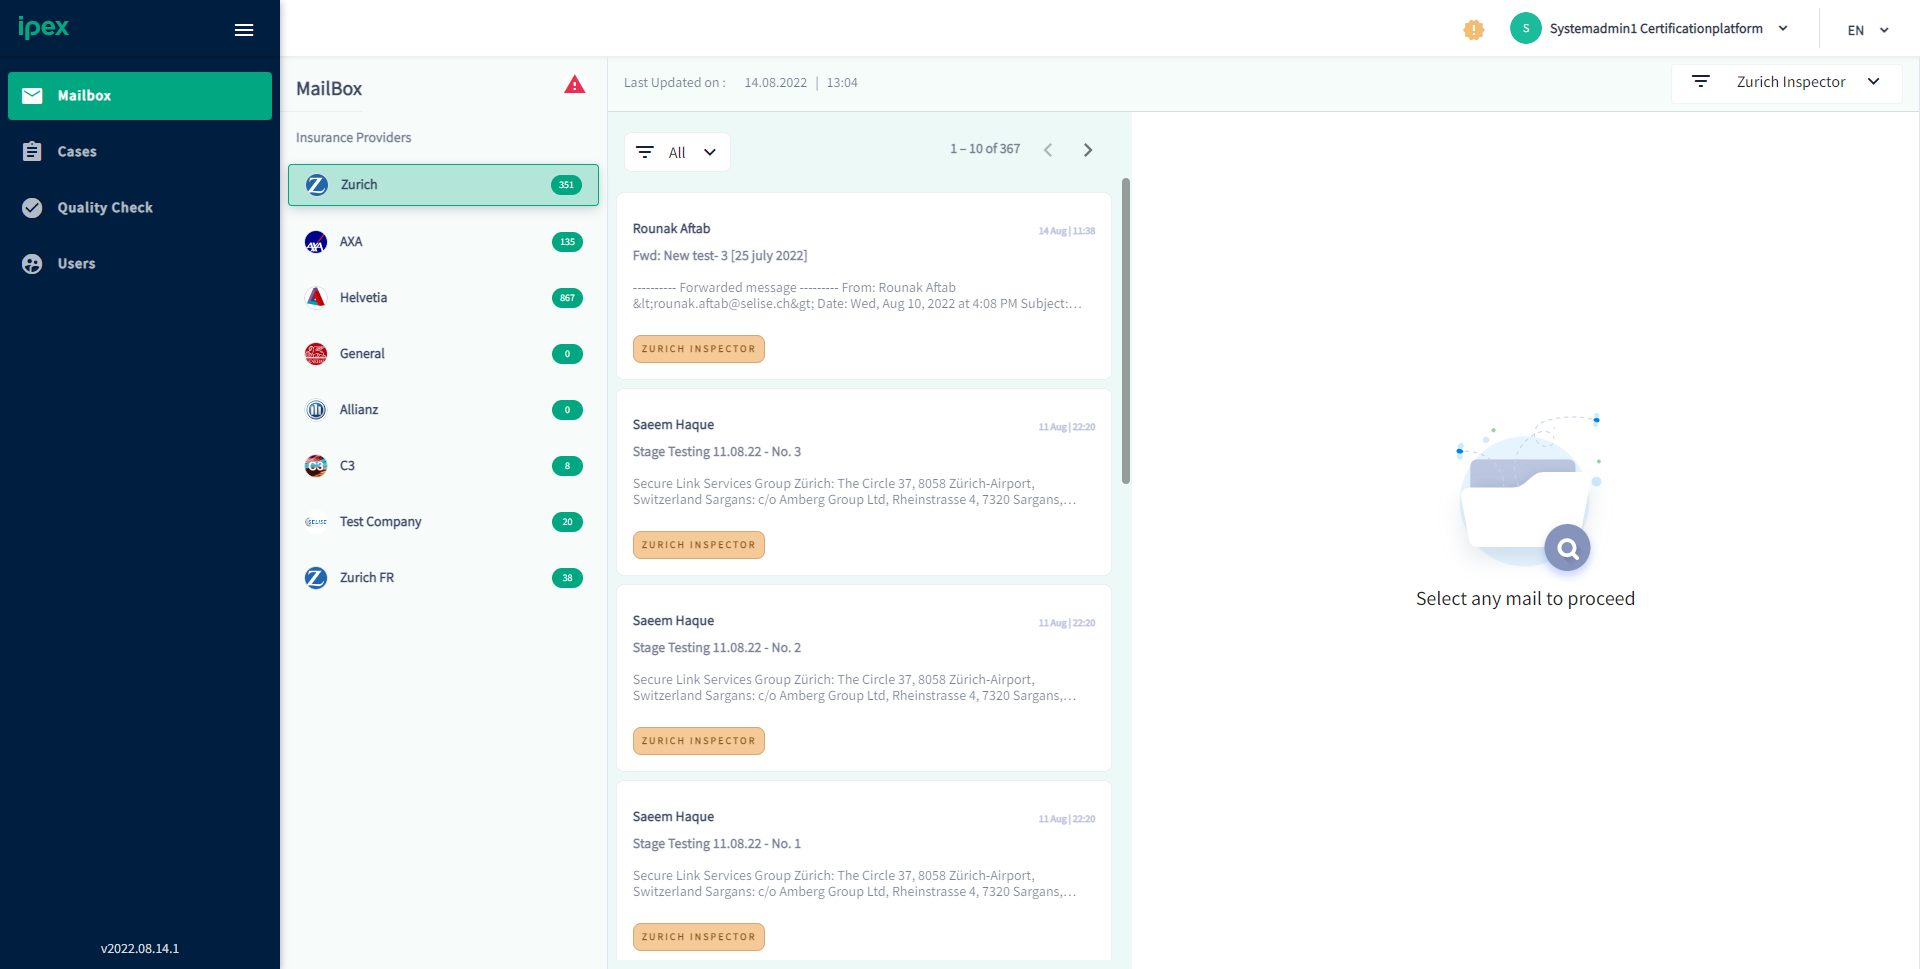 ipex
Systemadmin1 Certificationplatform
S
EN
Mailbox
Cases
Quality Check
Users
v2022.08.14.1
MailBox
Insurance Providers
Zurich 351
AXA 135
Helvetia 867
General 0
Allianz 0
C3 C3 8
SELISE Test Company 20
Zurich FR 38
Last Updated on : 14.08.2022 | 13:04
Zurich Inspector
All
1 – 10 of 367
Rounak Aftab 14 Aug | 11:38
Fwd: New test- 3 [25 july 2022]
---------- Forwarded message --------- From: Rounak Aftab
&lt;rounak.aftab@selise.ch&gt; Date: Wed, Aug 10, 2022 at 4:08 PM Subject:…
ZURICH INSPECTOR
Saeem Haque 11 Aug | 22:20
Stage Testing 11.08.22 - No. 3
Secure Link Services Group Zürich: The Circle 37, 8058 Zürich-Airport,
Switzerland Sargans: c/o Amberg Group Ltd, Rheinstrasse 4, 7320 Sargans,…
ZURICH INSPECTOR
Saeem Haque 11 Aug | 22:20
Stage Testing 11.08.22 - No. 2
Secure Link Services Group Zürich: The Circle 37, 8058 Zürich-Airport,
Switzerland Sargans: c/o Amberg Group Ltd, Rheinstrasse 4, 7320 Sargans,…
ZURICH INSPECTOR
Saeem Haque 11 Aug | 22:20
Stage Testing 11.08.22 - No. 1
Secure Link Services Group Zürich: The Circle 37, 8058 Zürich-Airport,
Switzerland Sargans: c/o Amberg Group Ltd, Rheinstrasse 4, 7320 Sargans,…
ZURICH INSPECTOR
Select any mail to proceed